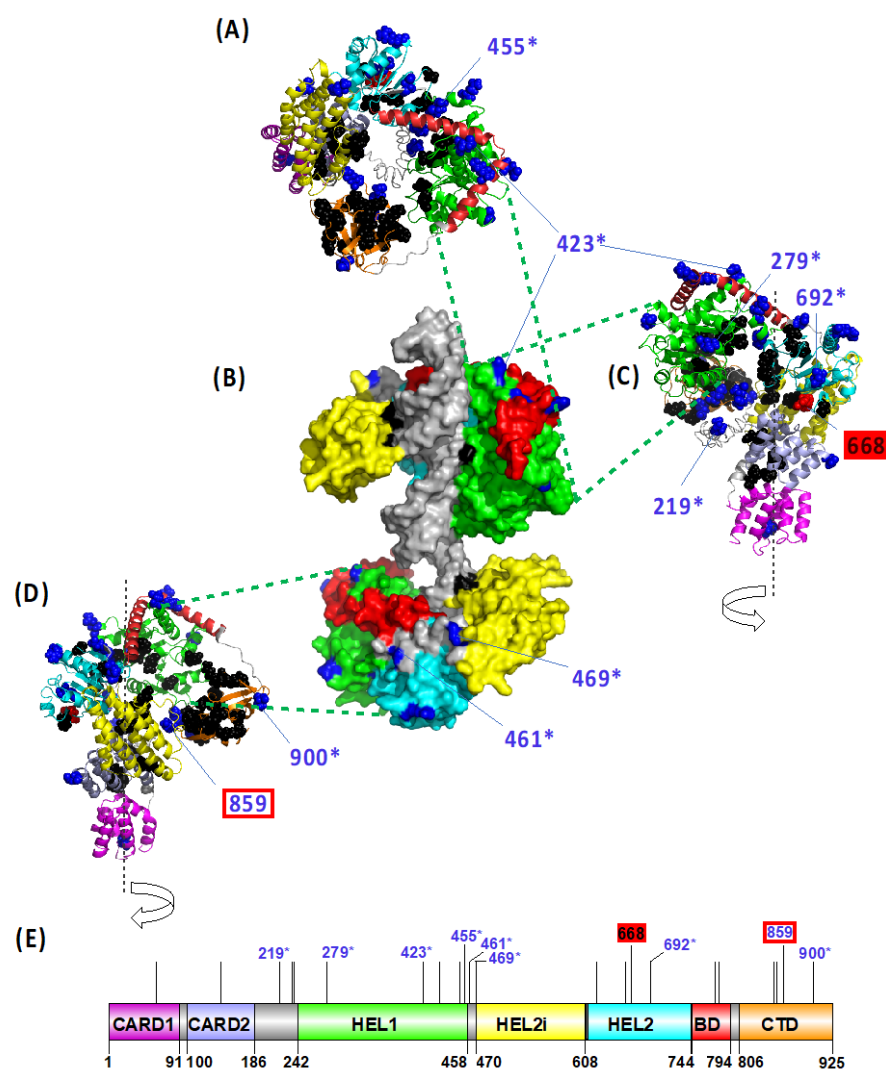 (A)
455*
423*
279*
692*
(B)
(C)
668
219*
(D)
469*
461*
900*
859
(E)
668
859
455*
461*
219*
279*
423*
692*
900*
469*
CARD1
CARD2
HEL1
HEL2i
HEL2
BD
CTD
1
91
100
186
242
458
470
608
744
794
806
925